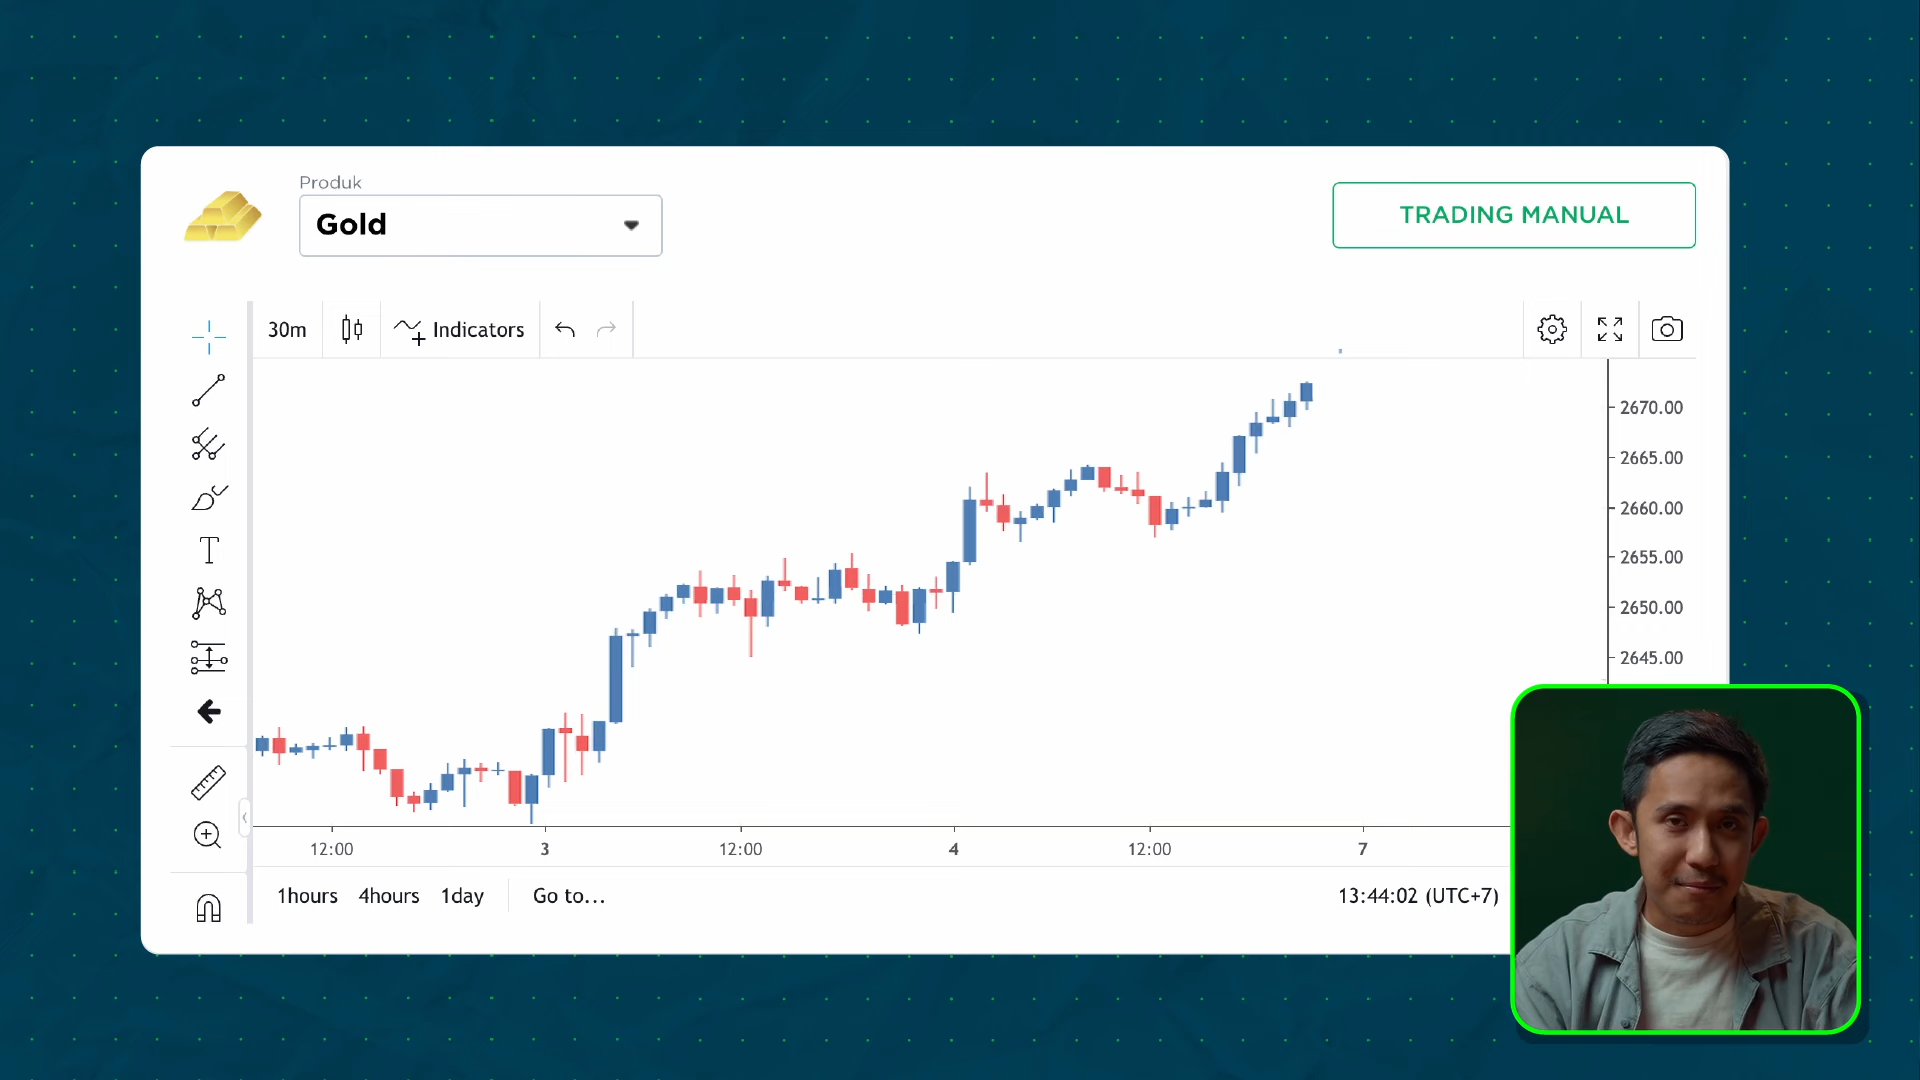 Produk
Gold
TRADING MANUAL
30m
Indicators
2670.00
2665.00
2660.00
2655.00
2650.00
2645.00
12:00
3
12:00
4
12:00
7
1hours
4hours
1day
Go to...
13:44:02 (UTC+7)